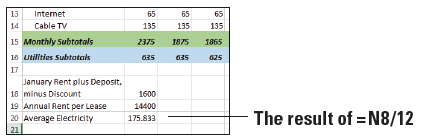 13 Internet 65 65 65
14 Cable TV 135 135 135
15 Monthly Subtotals 2375 1875 1865
16 Utilities Subtotals 635 635 625
17
January Rent plus Deposit,
18 minus Discount 1600
19 Annual Rent per Lease 14400
20 Average Electricity 175.833 The result of =N8/12
21